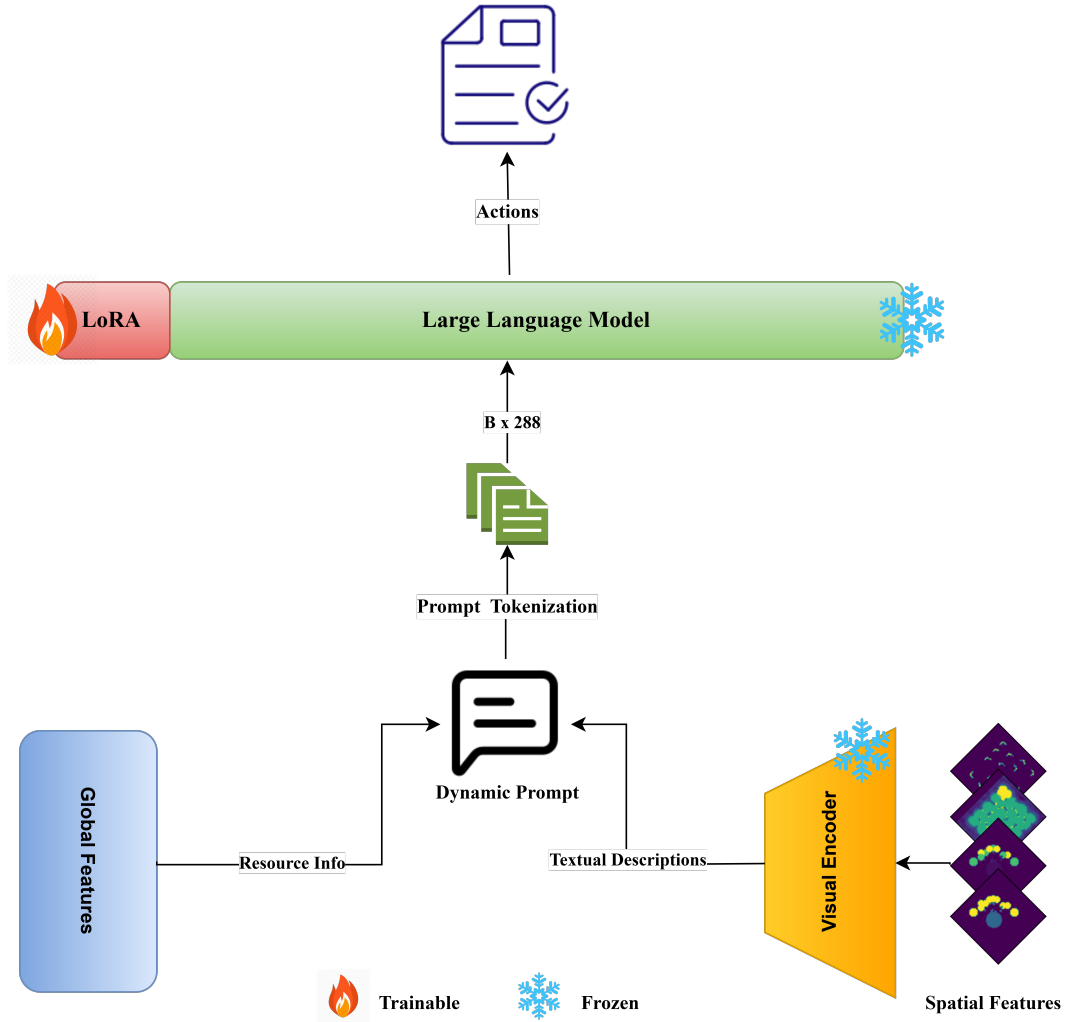 Actions
LoRA
Large Language Model
B x 288
Prompt Tokenization
Dynamic Prompt
Global Features
Resource Info
Textual Descriptions
Visual Encoder
Trainable
Frozen
Spatial Features